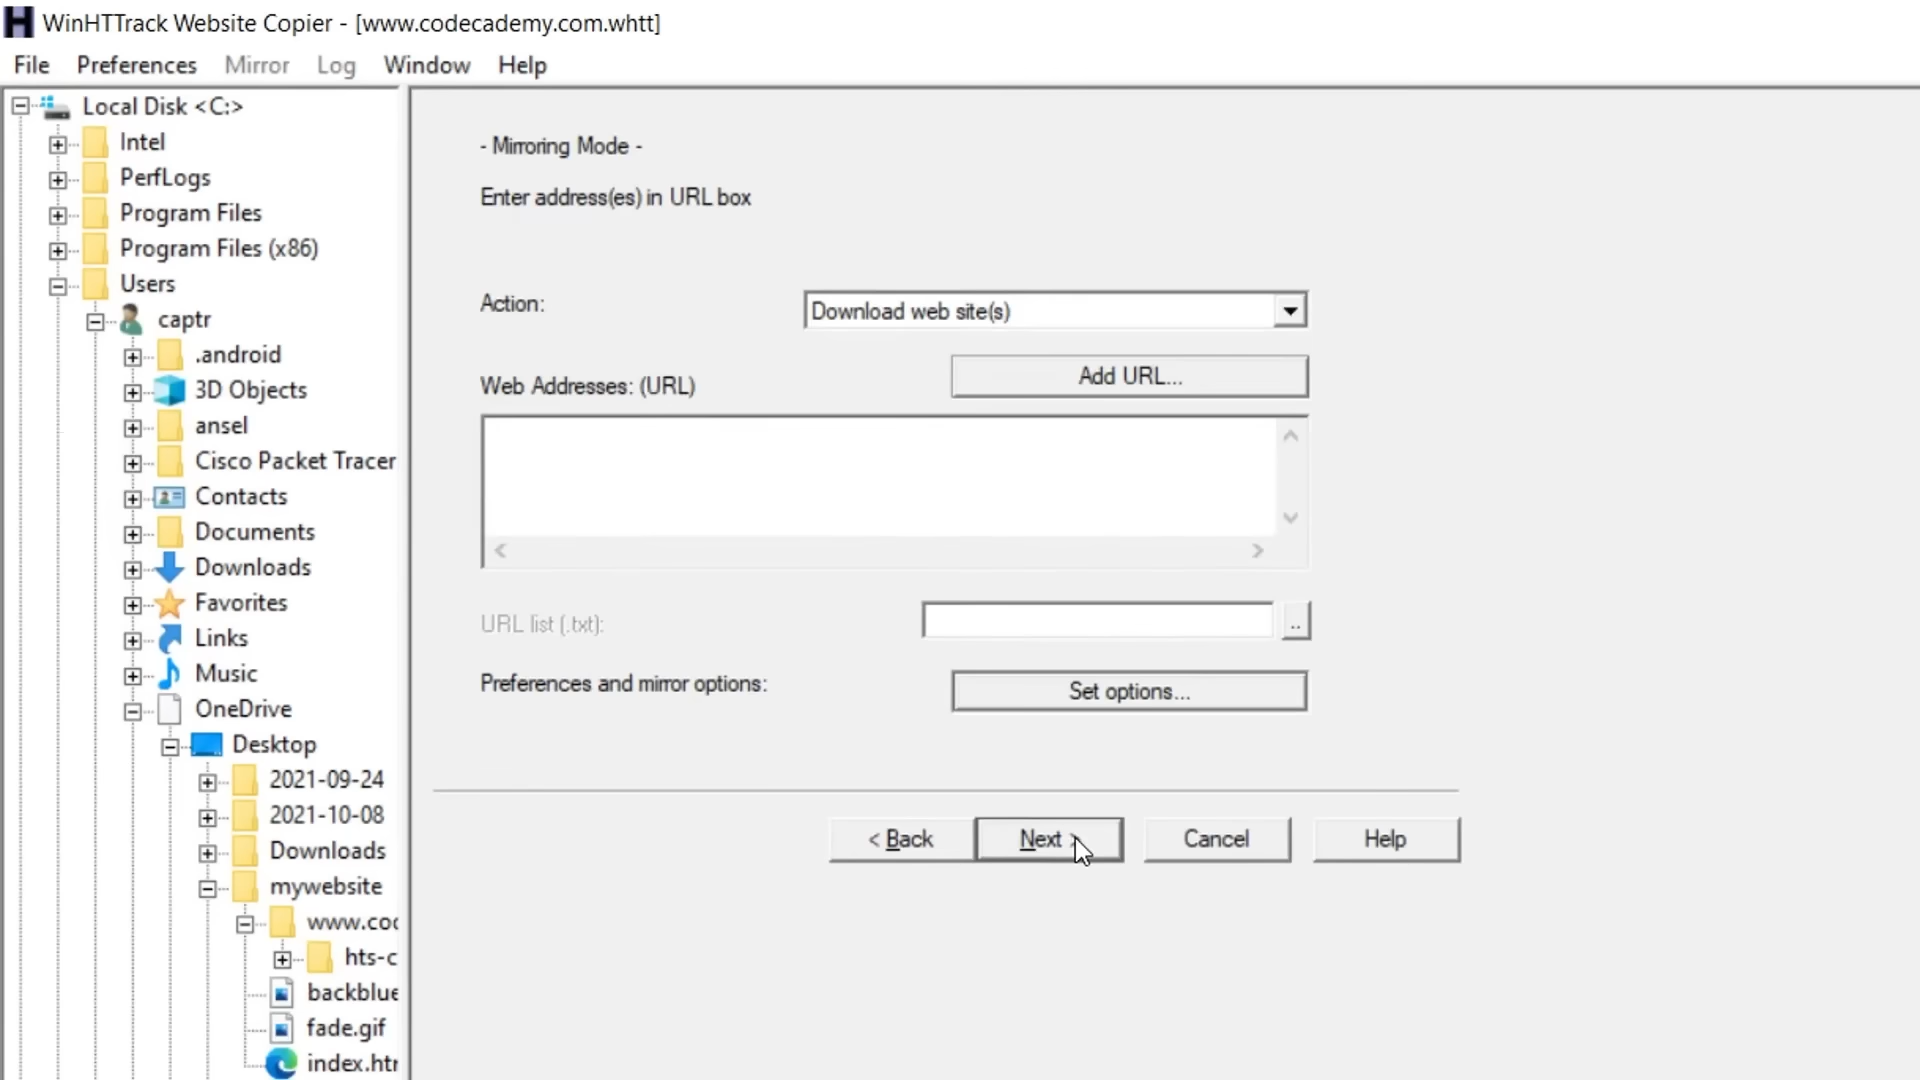 WinHTTrack Website Copier - [www.codecademy.com.whtt]
File Preferences Mirror Log Window Help
Local Disk <C:>
Intel
PerfLogs
Program Files
Program Files (x86)
Users
captr
.android
3D Objects
ansel
Cisco Packet Tracer
Contacts
Documents
Downloads
Favorites
Links
Music
OneDrive
Desktop
2021-09-24
2021-10-08
Downloads
mywebsite
www.coc
hts-c
backblue
fade.gif
index.htr
- Mirroring Mode -
Enter address(es) in URL box
Action:
Download web site(s)
Web Addresses: (URL)
Add URL...
URL list (.txt):
..
Preferences and mirror options:
Set options...
< Back
Next >
Cancel
Help